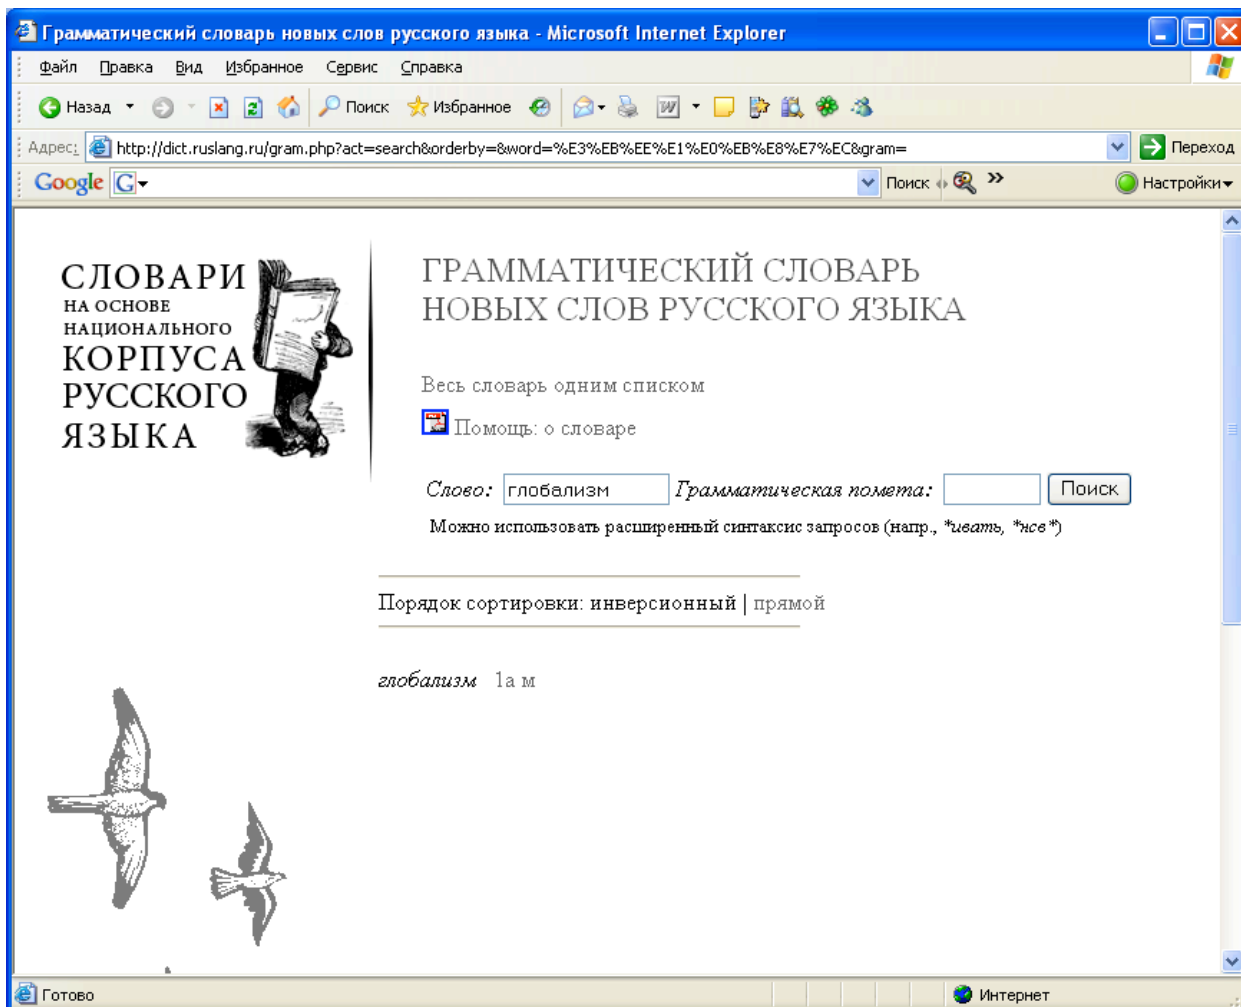 Грамматический словарь новых слов русского языка - Microsoft Internet Explorer
Файл Правка Вид Избранное Сервис Справка
Назад Поиск Избранное
Адрес: http://dict.ruslang.ru/gram.php?act=search&orderby=&word=%E3%EB%EE%E1%E0%EB%E8%E7%EC&gram= Переход
Google G Поиск » Настройки
СЛОВАРИ
НА ОСНОВЕ
НАЦИОНАЛЬНОГО
КОРПУСА
РУССКОГО
ЯЗЫКА
ГРАММАТИЧЕСКИЙ СЛОВАРЬ
НОВЫХ СЛОВ РУССКОГО ЯЗЫКА
Весь словарь одним списком
Помощь: о словаре
Слово: глобализм Грамматическая помета: Поиск
Можно использовать расширенный синтаксис запросов (напр., *ивать, *нсв*)
Порядок сортировки: инверсионный | прямой
глобализм 1а м
Готово Интернет